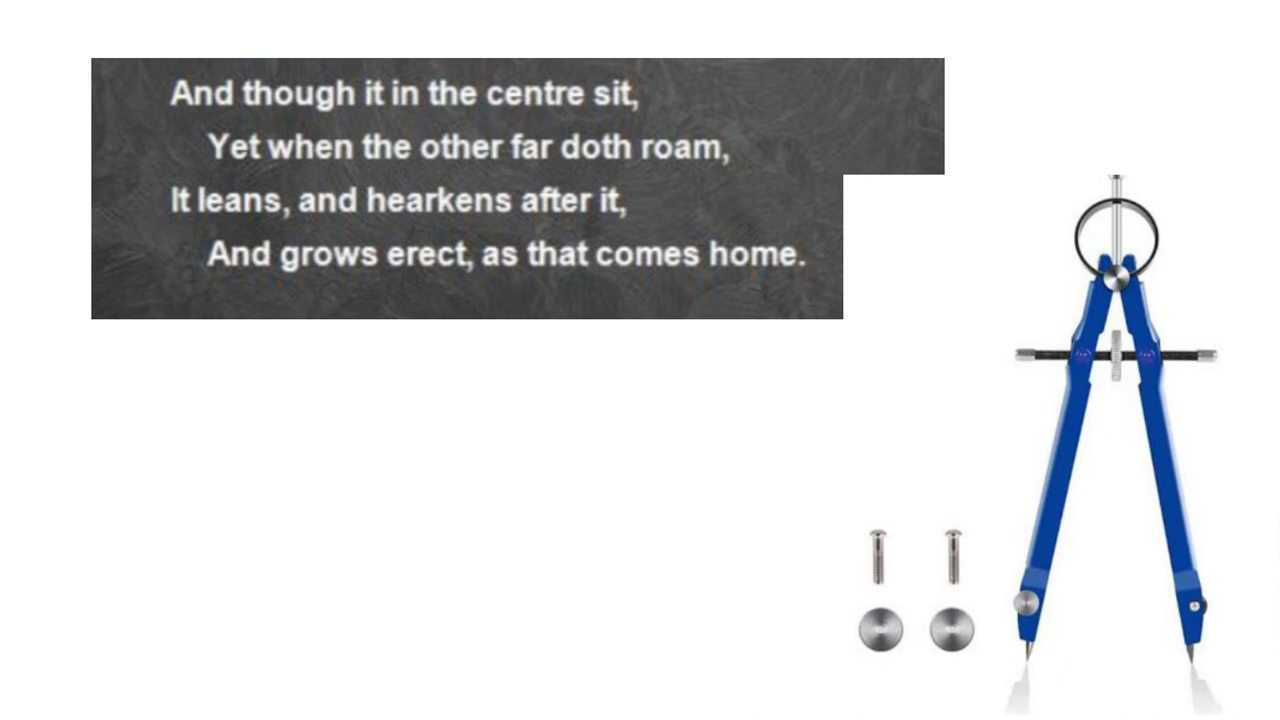 And though it in the centre sit,
Yet when the other far doth roam,
It leans, and hearkens after it,
And grows erect, as that comes home.